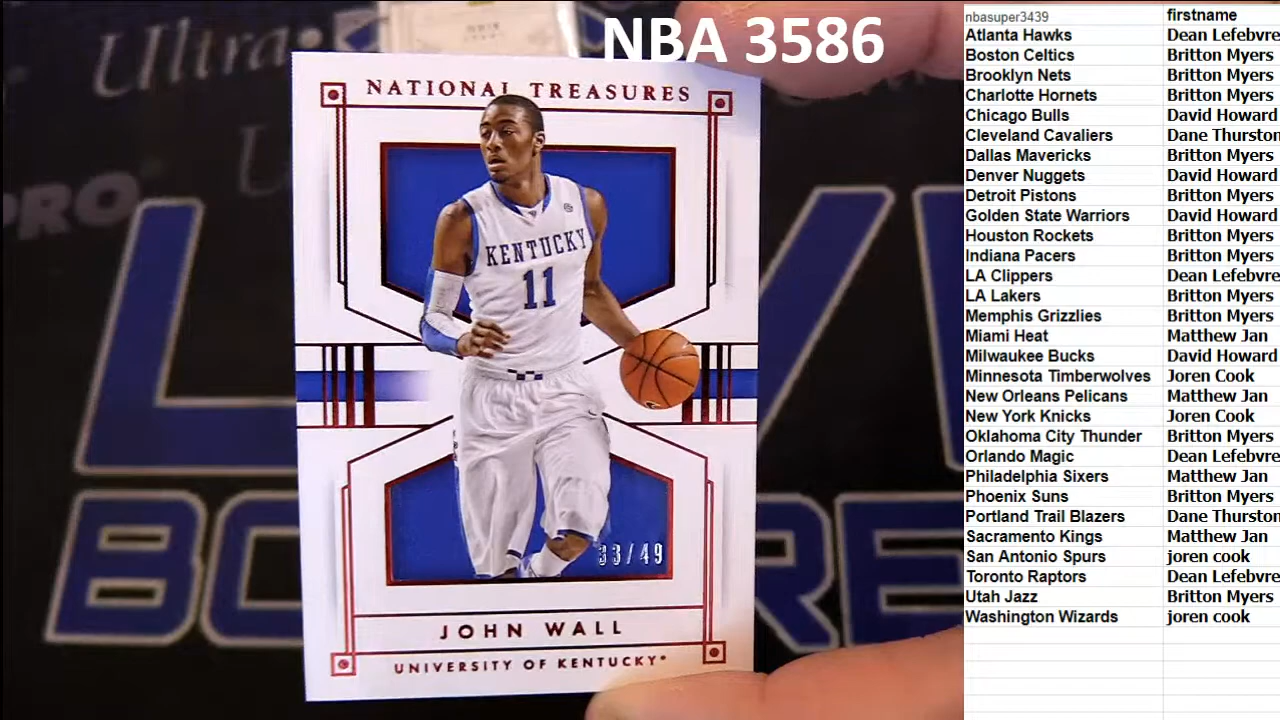 NBA 3586
Ultra
PRO
NATIONAL TREASURES
KENTUCKY
11
33/49
JOHN WALL
UNIVERSITY OF KENTUCKY
nbasuper3439 firstname
Atlanta Hawks Dean Lefebvre
Boston Celtics Britton Myers
Brooklyn Nets Britton Myers
Charlotte Hornets Britton Myers
Chicago Bulls David Howard
Cleveland Cavaliers Dane Thurston
Dallas Mavericks Britton Myers
Denver Nuggets David Howard
Detroit Pistons Britton Myers
Golden State Warriors David Howard
Houston Rockets Britton Myers
Indiana Pacers Britton Myers
LA Clippers Dean Lefebvre
LA Lakers Britton Myers
Memphis Grizzlies Britton Myers
Miami Heat Matthew Jan
Milwaukee Bucks David Howard
Minnesota Timberwolves Joren Cook
New Orleans Pelicans Matthew Jan
New York Knicks Joren Cook
Oklahoma City Thunder Britton Myers
Orlando Magic Dean Lefebvre
Philadelphia Sixers Matthew Jan
Phoenix Suns Britton Myers
Portland Trail Blazers Dane Thurston
Sacramento Kings Matthew Jan
San Antonio Spurs joren cook
Toronto Raptors Dean Lefebvre
Utah Jazz Britton Myers
Washington Wizards joren cook